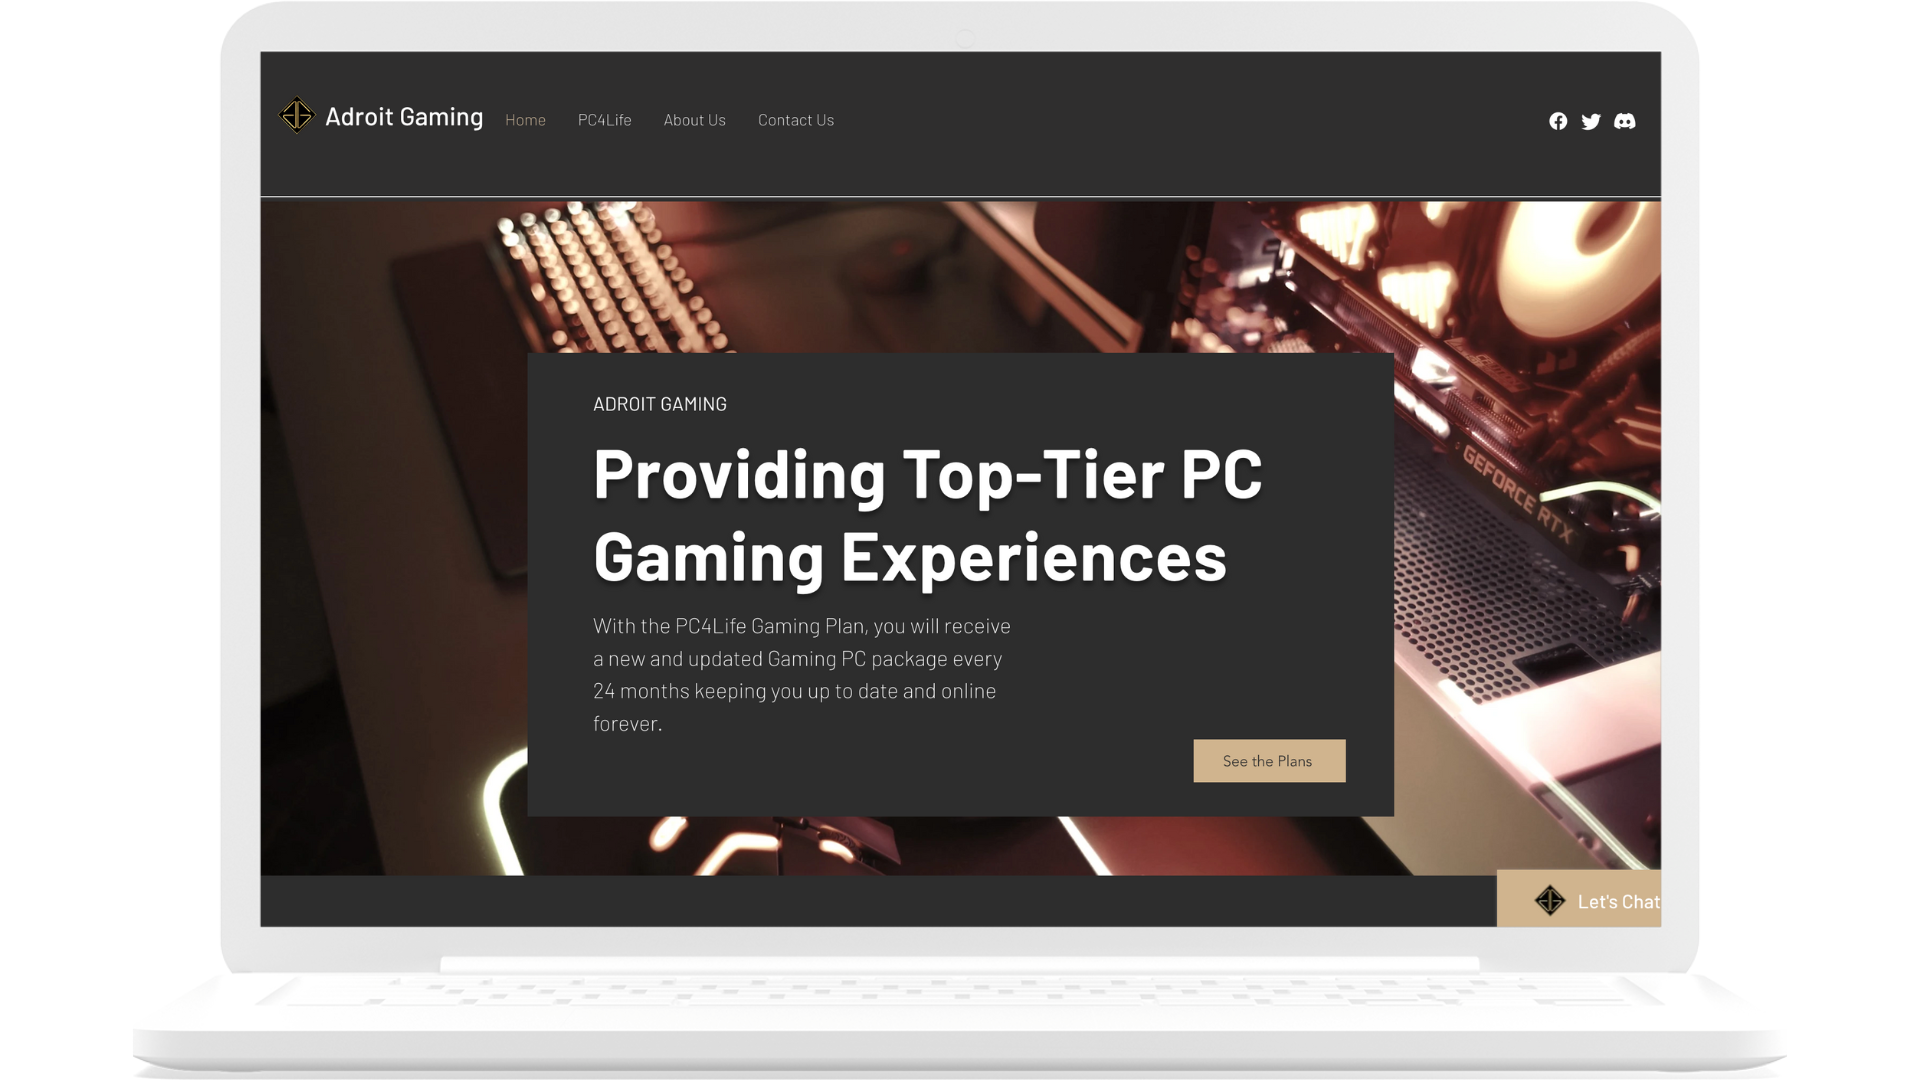 Adroit Gaming
Home
PC4Life
About Us
Contact Us
ADROIT GAMING
Providing Top-Tier PC
Gaming Experiences
With the PC4Life Gaming Plan, you will receive
a new and updated Gaming PC package every
24 months keeping you up to date and online
forever.
GEFORCE RTX
See the Plans
Let's Chat